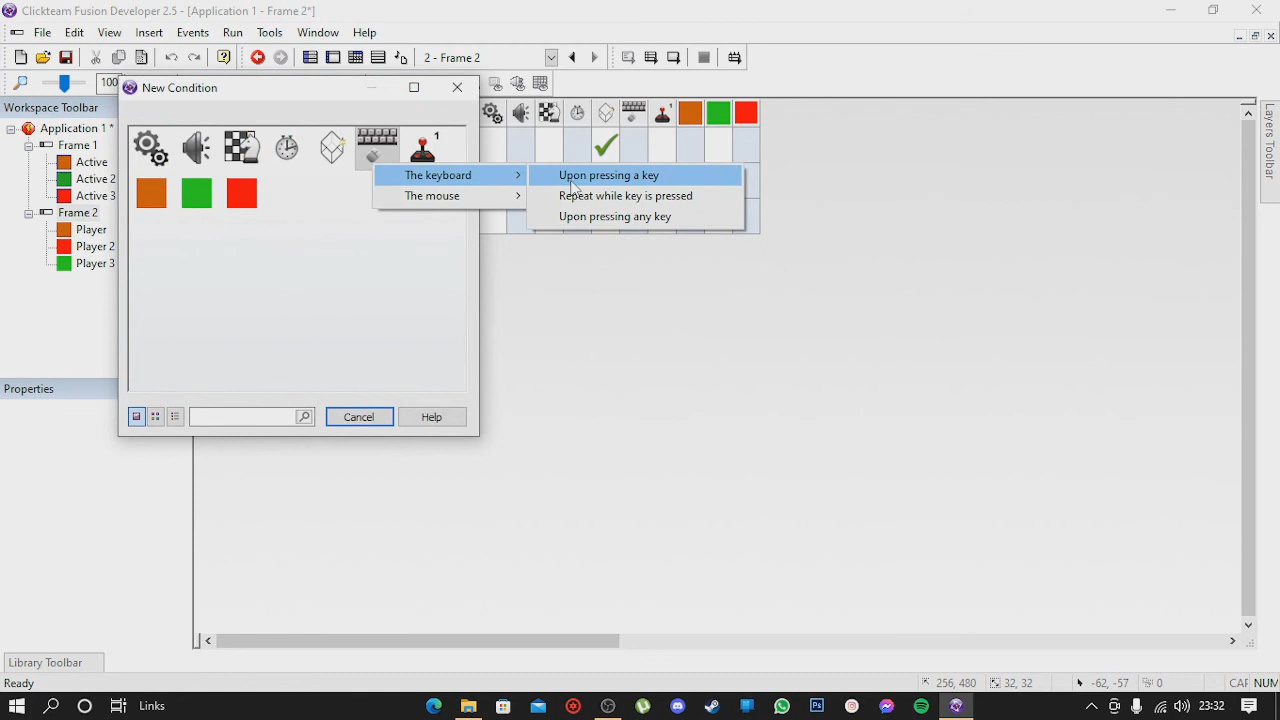 Clickteam Fusion Developer 2.5 - [Application 1 - Frame 2*]
File Edit View Insert Events Run Tools Window Help
2 - Frame 2
100
Workspace Toolbar
New Condition
Application 1 *
Frame 1
Active
Active 2
Active 3
Frame 2
Player
Player 2
Player 3
1
1
The keyboard
The mouse
Upon pressing a key
Repeat while key is pressed
Upon pressing any key
Layers Toolbar
Properties
Cancel
Help
Library Toolbar
Ready
256, 480
32, 32
-62, -57
0
CAP NUM
Links
23:32